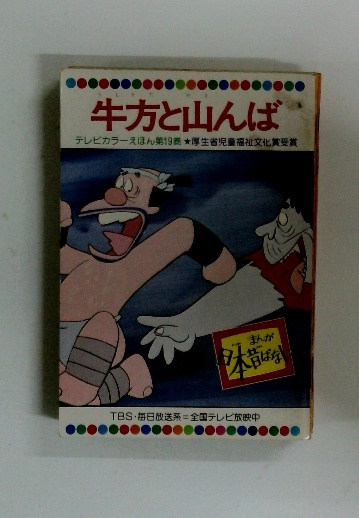 牛方と山んば
テレビカラーえほん第19巻 ★厚生省児童福祉文化賞受賞
まんが
日本
昔ばなし
TBS・毎日放送系=全国テレビ放映中